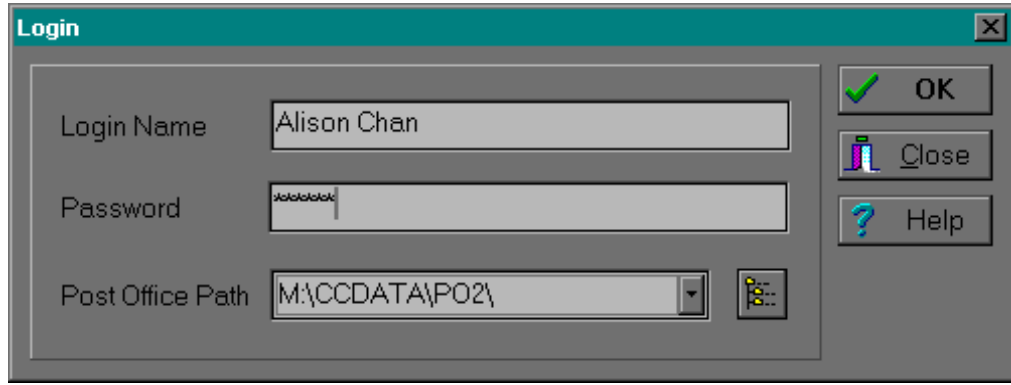 Login
Login Name
Alison Chan
OK
Close
Password
*******
Help
Post Office Path
M:\CCDATA\PO2\